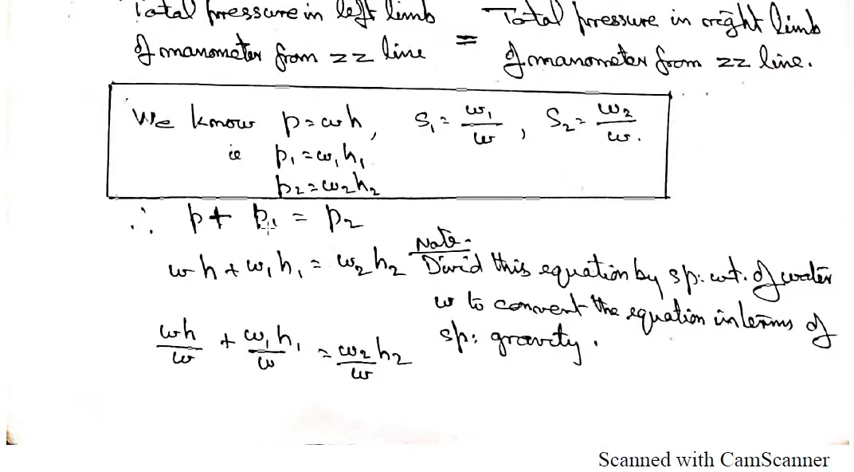 Total pressure in left limb = Total pressure in right limb
of manometer from zz line of manometer from zz line.
We know p=wh, S₁= w₁/w , S₂= w₂/w.
ie p₁=w₁h₁
p₂=w₂h₂
∴ p+ p₁ = p₂
wh+w₁h₁=w₂h₂ Note- Divid this equation by sp. wt. of water
w to convert the equation in terms of
sp: gravity.
wh/w + w₁h₁/w = w₂h₂/w
Scanned with CamScanner